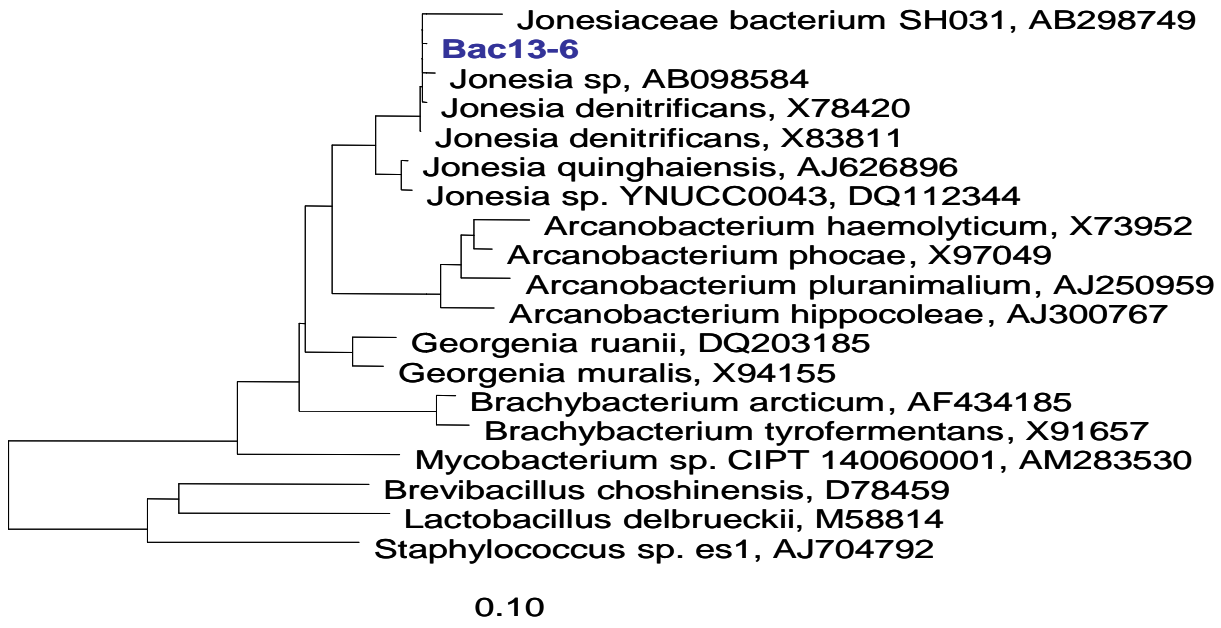 Jonesiaceae bacterium SH031, AB298749
Bac13-6
Jonesia sp, AB098584
Jonesia denitrificans, X78420
Jonesia denitrificans, X83811
Jonesia quinghaiensis, AJ626896
Jonesia sp. YNUCC0043, DQ112344
Arcanobacterium haemolyticum, X73952
Arcanobacterium phocae, X97049
Arcanobacterium pluranimalium, AJ250959
Arcanobacterium hippocoleae, AJ300767
Georgenia ruanii, DQ203185
Georgenia muralis, X94155
Brachybacterium arcticum, AF434185
Brachybacterium tyrofermentans, X91657
Mycobacterium sp. CIPT 140060001, AM283530
Brevibacillus choshinensis, D78459
Lactobacillus delbrueckii, M58814
Staphylococcus sp. es1, AJ704792
0.10